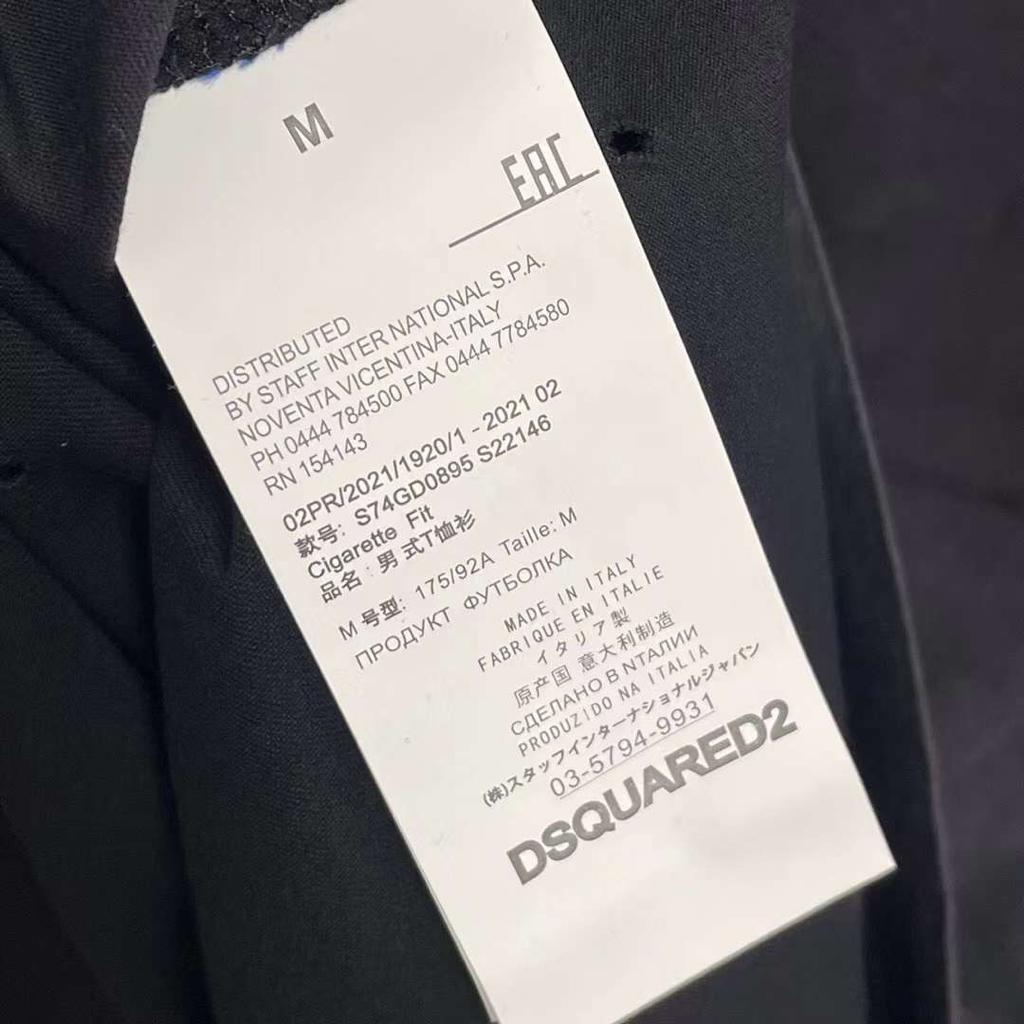 M
EAC
DISTRIBUTED
BY STAFF INTER NATIONAL S.P.A.
NOVENTA VICENTINA-ITALY
PH 0444 784500 FAX 0444 7784580
RN 154143
02PR/2021/1920/1 - 2021 02
款号: S74GD0895 S22146
Cigarette Fit
品名: 男 式T恤衫
M 号型: 175/92A Taille: M
ПРОДУКТ ФУТБОЛКА
MADE IN ITALY
FABRIQUE EN ITALIE
イタリア製
原产国 意大利制造
СДЕЛАНО В NТАЛИИ
PRODUZIDO NA ITALIA
(株)スタッフインターナショナルジャパン
03-5794-9931
DSQUARED2